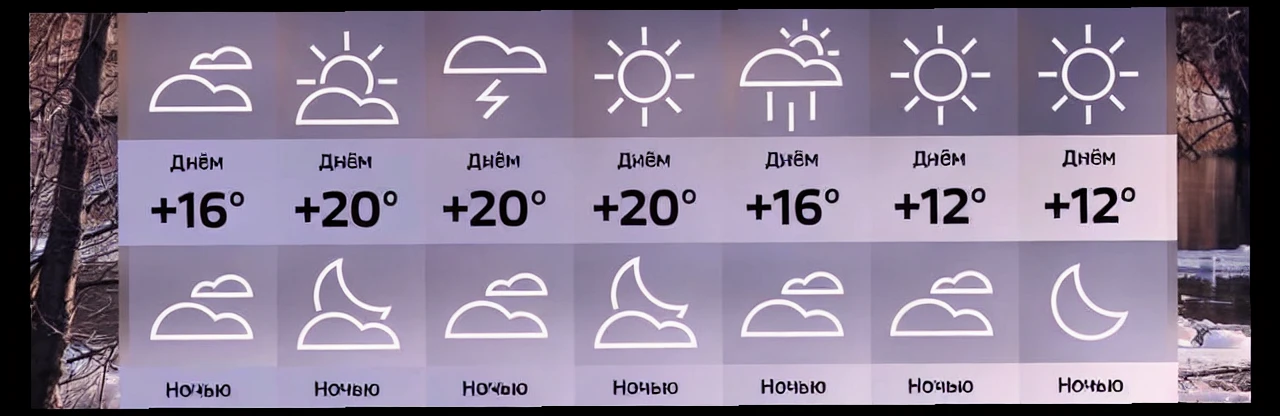 Днём Днём Днём Днём Днём Днём Днём
+16° +20° +20° +20° +16° +12° +12°
Ночью Ночью Ночью Ночью Ночью Ночью Ночью